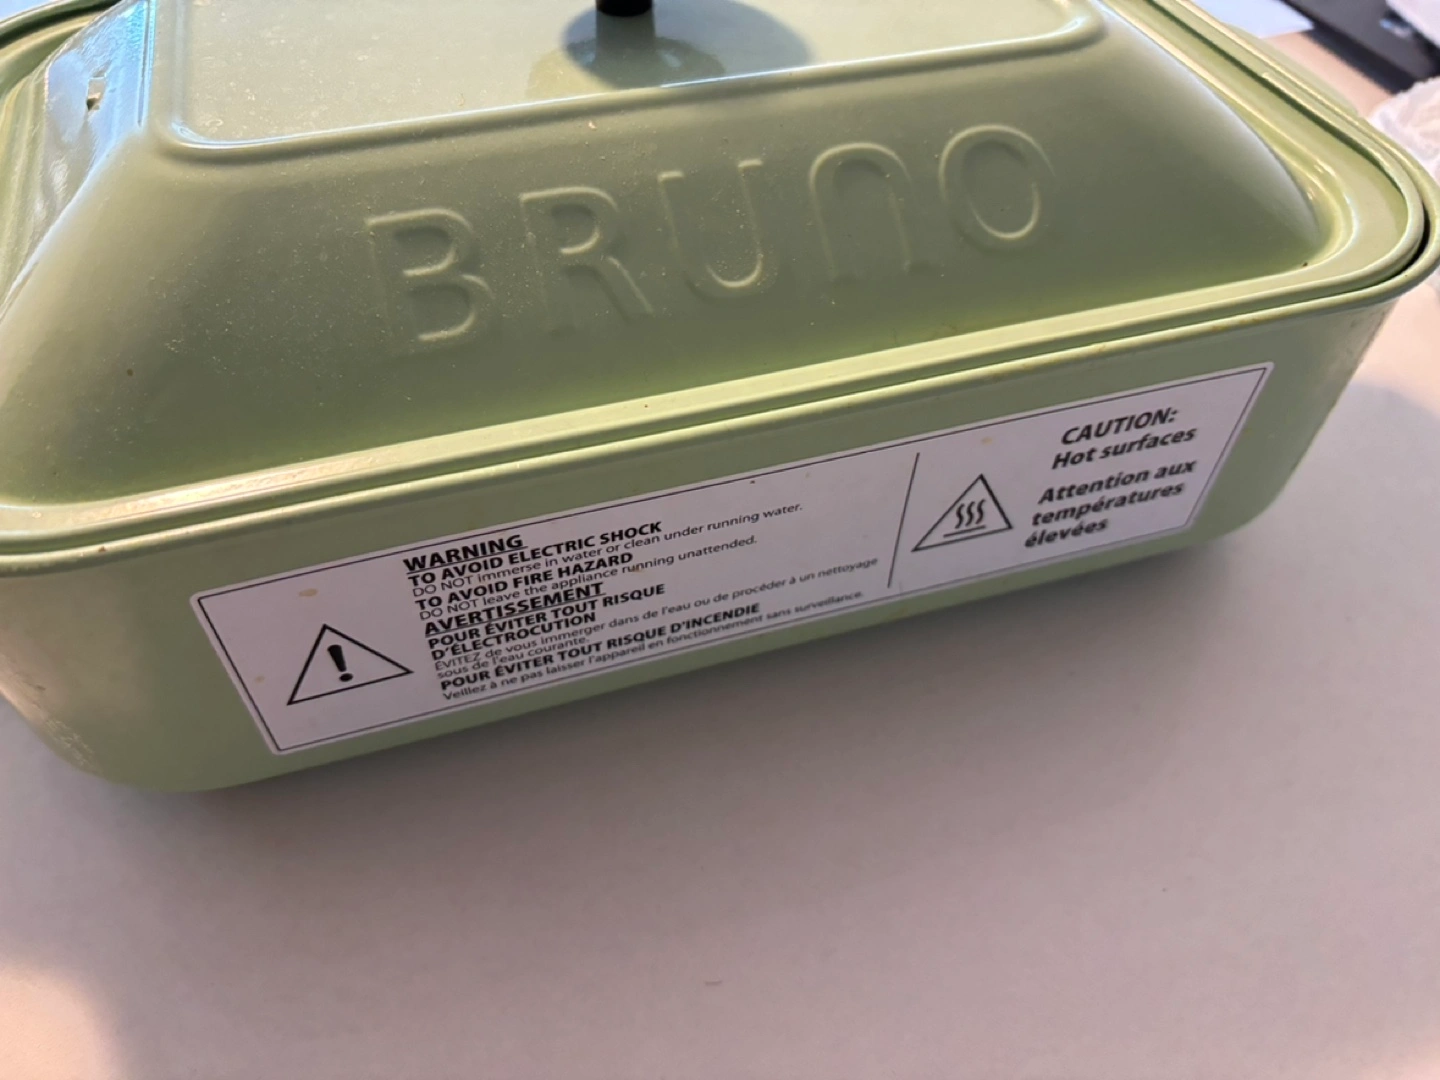 BRUNO
WARNING
TO AVOID ELECTRIC SHOCK
DO NOT immerse in water or clean under running water.
TO AVOID FIRE HAZARD
DO NOT leave the appliance running unattended.
AVERTISSEMENT
POUR ÉVITER TOUT RISQUE
D'ÉLECTROCUTION
ÉVITEZ de vous immerger dans de l'eau ou de procéder à un nettoyage
sous de l'eau courante.
POUR ÉVITER TOUT RISQUE D'INCENDIE
Veillez à ne pas laisser l'appareil en fonctionnement sans surveillance.
CAUTION:
Hot surfaces
Attention aux
températures
élevées